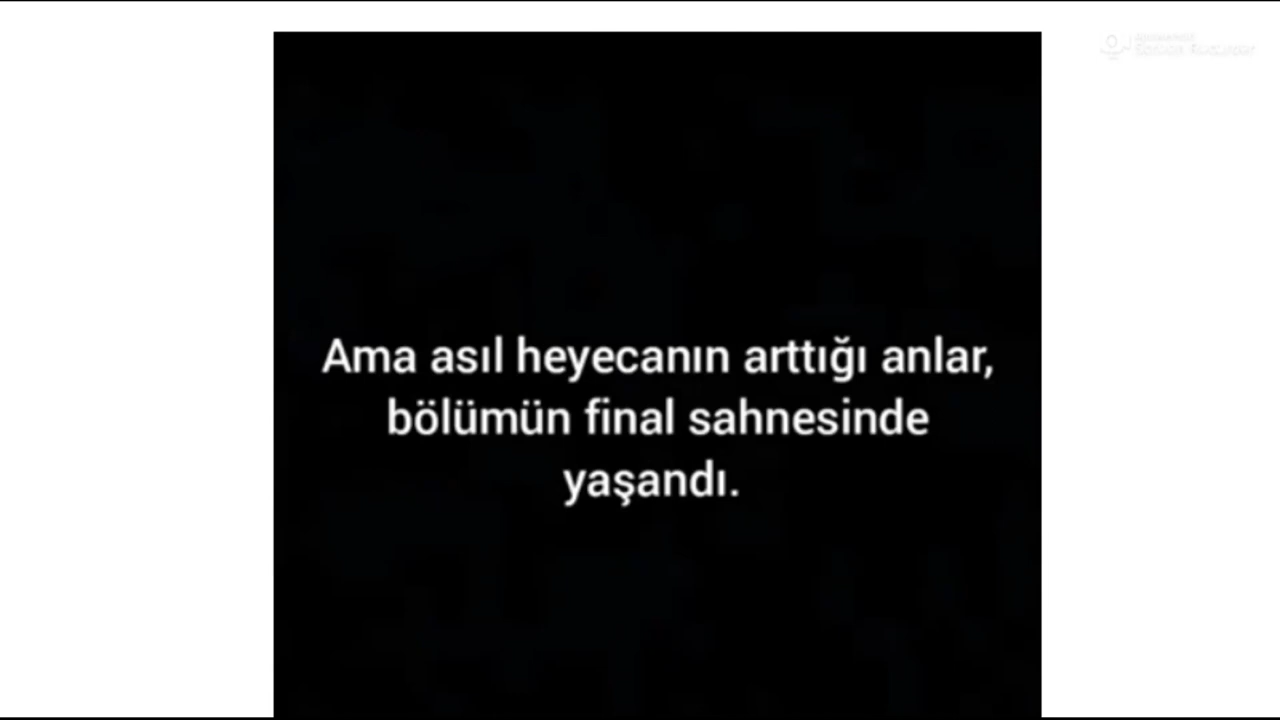 Ama asıl heyecanın arttığı anlar,
bölümün final sahnesinde
yaşandı.